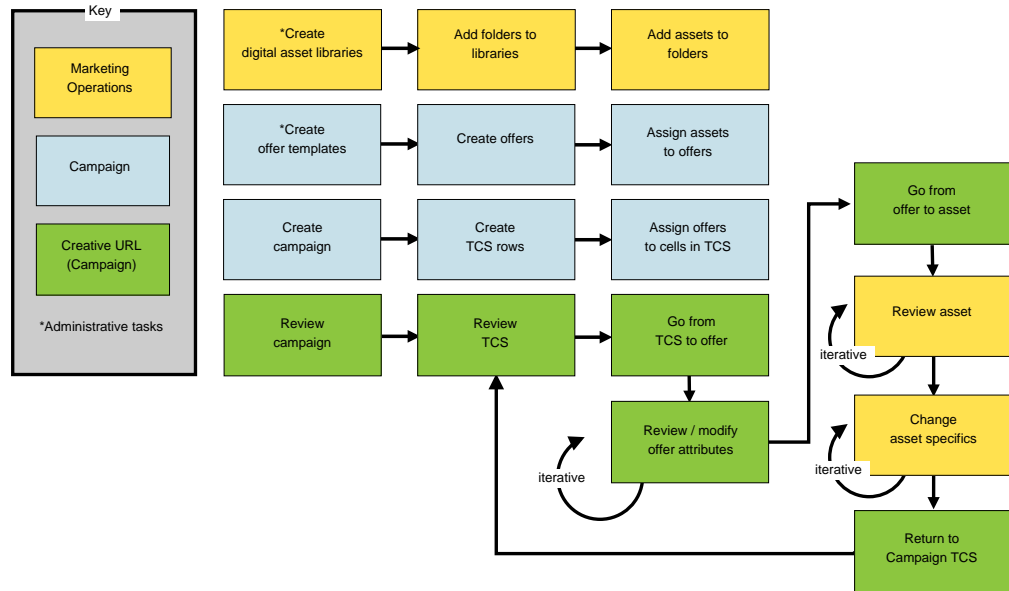 Key
Marketing
Operations
Campaign
Creative URL
(Campaign)
*Administrative tasks
*Create
digital asset libraries
Add folders to
libraries
Add assets to
folders
*Create
offer templates
Create offers
Assign assets
to offers
Create
campaign
Create
TCS rows
Assign offers
to cells in TCS
Review
campaign
Review
TCS
Go from
TCS to offer
Review / modify
offer attributes
iterative
Go from
offer to asset
Review asset
iterative
Change
asset specifics
iterative
Return to
Campaign TCS